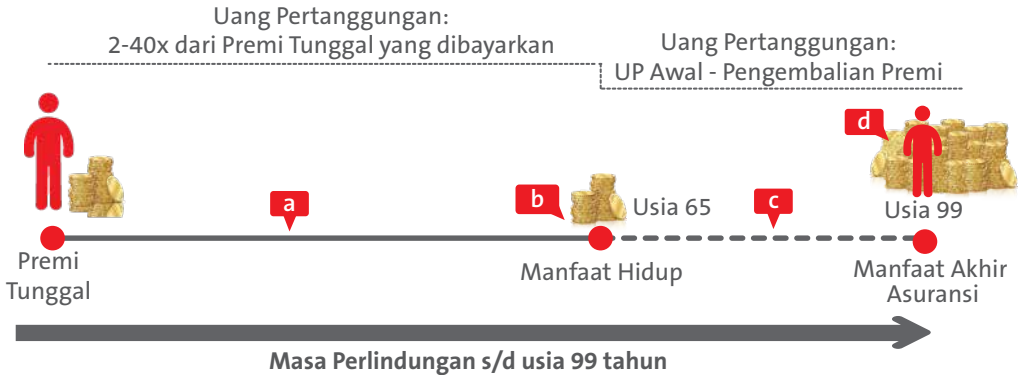 Uang Pertanggungan:
2-40x dari Premi Tunggal yang dibayarkan
Uang Pertanggungan:
UP Awal - Pengembalian Premi
d
a
b
Usia 65
c
Usia 99
Premi
Tunggal
Manfaat Hidup
Manfaat Akhir
Asuransi
Masa Perlindungan s/d usia 99 tahun